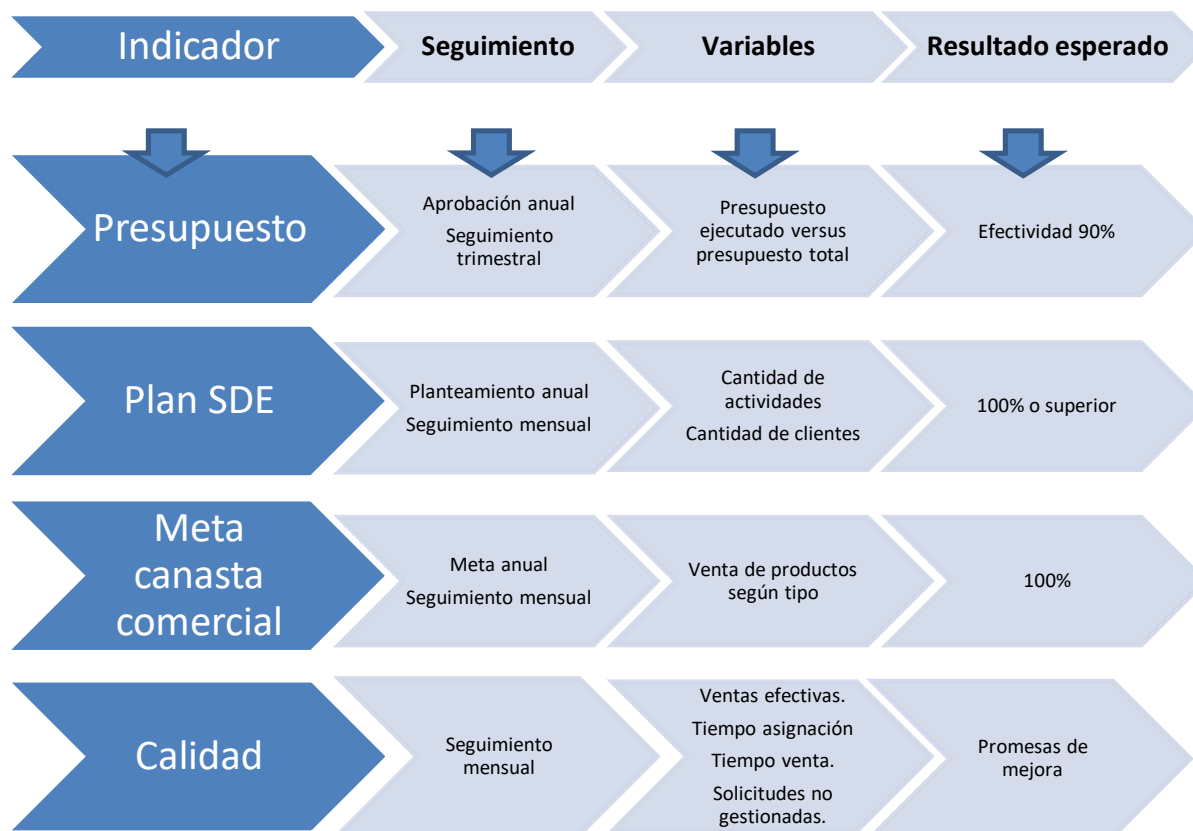 Indicador
Seguimiento
Variables
Resultado esperado
Presupuesto
Aprobación anual
Seguimiento
trimestral
Presupuesto
ejecutado versus
presupuesto total
Efectividad 90%
Plan SDE
Planteamiento anual
Seguimiento mensual
Cantidad de
actividades
Cantidad de clientes
100% o superior
Meta
canasta
comercial
Meta anual
Seguimiento mensual
Venta de productos
según tipo
100%
Calidad
Seguimiento
mensual
Ventas efectivas.
Tiempo asignación
Tiempo venta.
Solicitudes no
gestionadas.
Promesas de
mejora